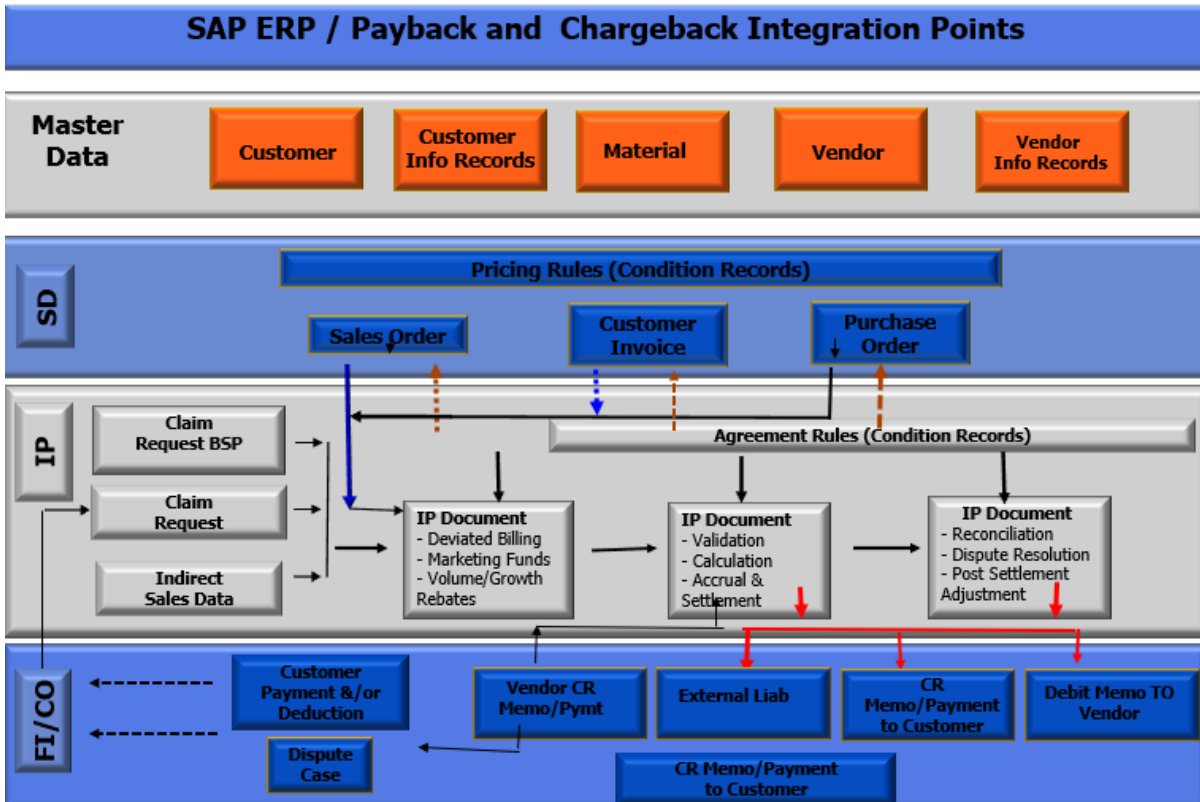 SAP ERP / Payback and  Chargeback Integration Points
Master
Data
Customer
Customer
Info Records
Material
Vendor
Vendor
Info Records
SD
Pricing Rules (Condition Records)
Sales Order
Customer
Invoice
Purchase
Order
IP
Claim
Request BSP
Claim
Request
Indirect
Sales Data
Agreement Rules (Condition Records)
IP Document
- Deviated Billing
- Marketing Funds
- Volume/Growth
Rebates
IP Document
- Validation
- Calculation
- Accrual &
Settlement
IP Document
- Reconciliation
- Dispute Resolution
- Post Settlement
Adjustment
FI/CO
Customer
Payment &/or
Deduction
Dispute
Case
Vendor CR
Memo/Pymt
External Liab
CR
Memo/Payment
to Customer
Debit Memo TO
Vendor
CR Memo/Payment
to Customer